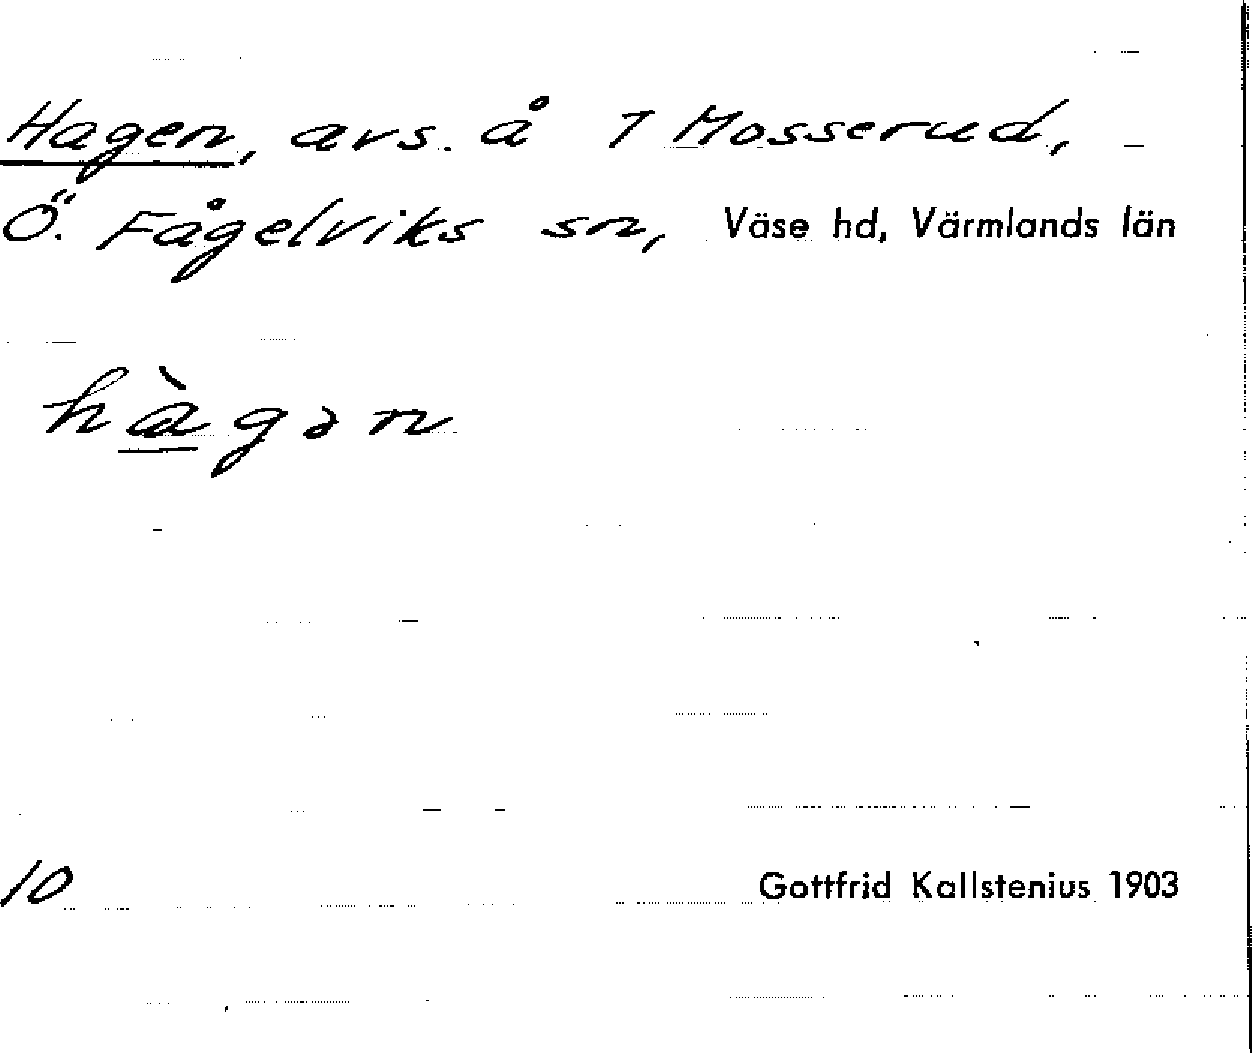 Hagen, avs. å 1 Mosserud,
Ö. Fågelviks sn, Väse hd, Värmlands län
hàgən
10
Gottfrid Kallstenius 1903